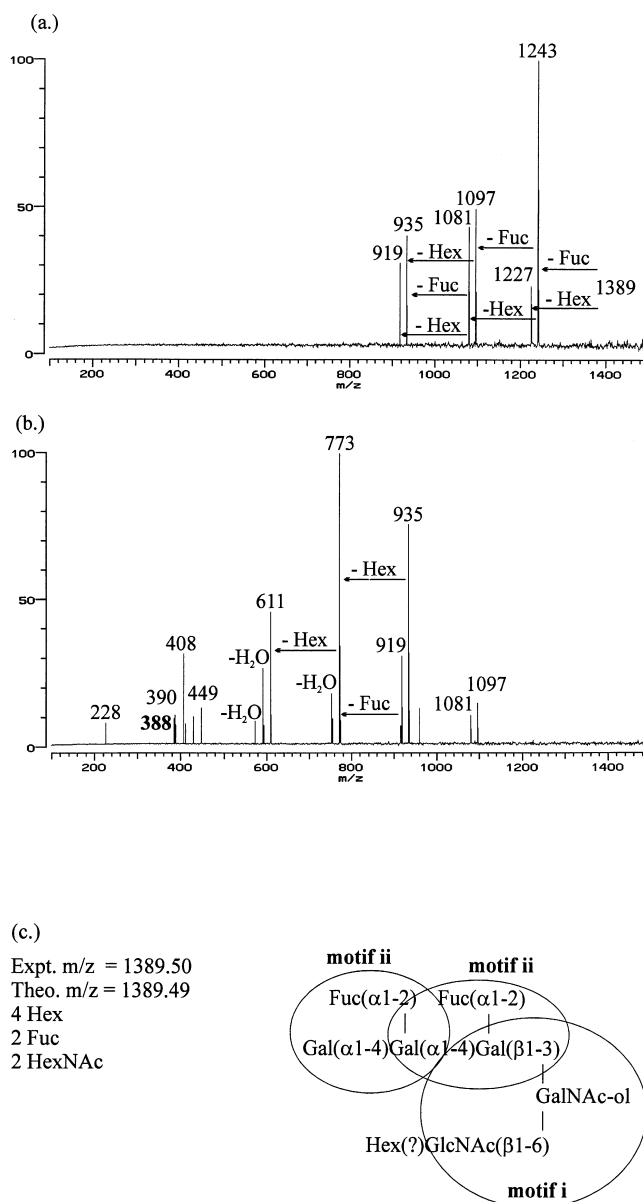 (a.)
100
50
0
1243
1097
1081
935
919
- Fuc
- Hex
- Fuc
- Fuc
1227
1389
-Hex
- Hex
- Hex
200
400
600
800
1000
1200
1400
m/z
(b.)
100
50
0
773
935
- Hex
611
408
-H₂O
- Hex
919
390
449
-H₂O
388
-H₂O
- Fuc
1097
1081
228
200
400
600
800
1000
1200
1400
m/z
(c.)
Expt. m/z = 1389.50
Theo. m/z = 1389.49
4 Hex
2 Fuc
2 HexNAc
motif ii
motif ii
Fuc(α1-2) Fuc(α1-2)
Gal(α1-4)Gal(α1-4)Gal(β1-3)
GalNAc-ol
Hex(?)GlcNAc(β1-6)
motif i